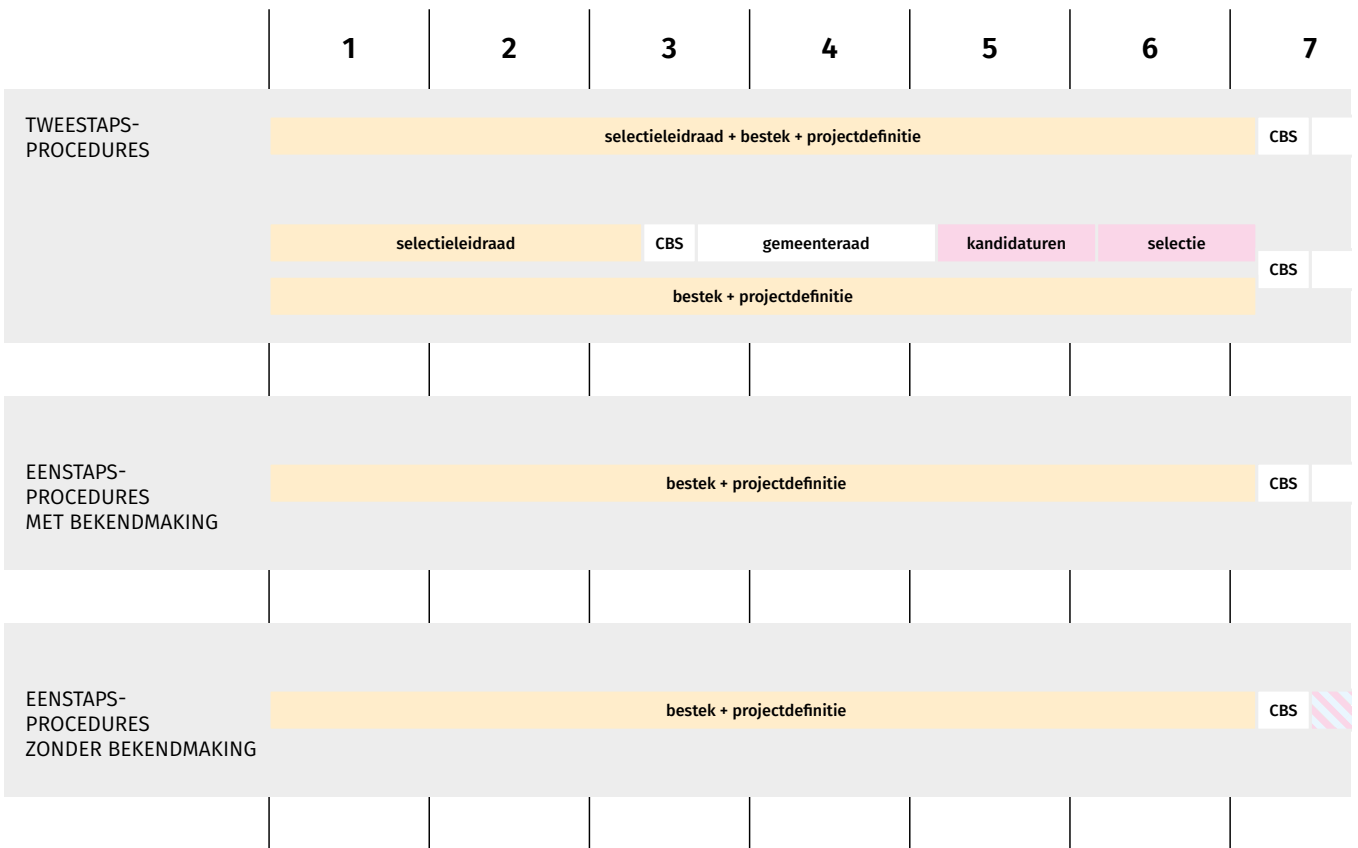 1 2 3 4 5 6 7
TWEESTAPS-
PROCEDURES
selectieleidraad + bestek + projectdefinitie CBS
selectieleidraad CBS gemeenteraad kandidaturen selectie
CBS
bestek + projectdefinitie
EENSTAPS-
PROCEDURES
MET BEKENDMAKING
bestek + projectdefinitie CBS
EENSTAPS-
PROCEDURES
ZONDER BEKENDMAKING
bestek + projectdefinitie CBS